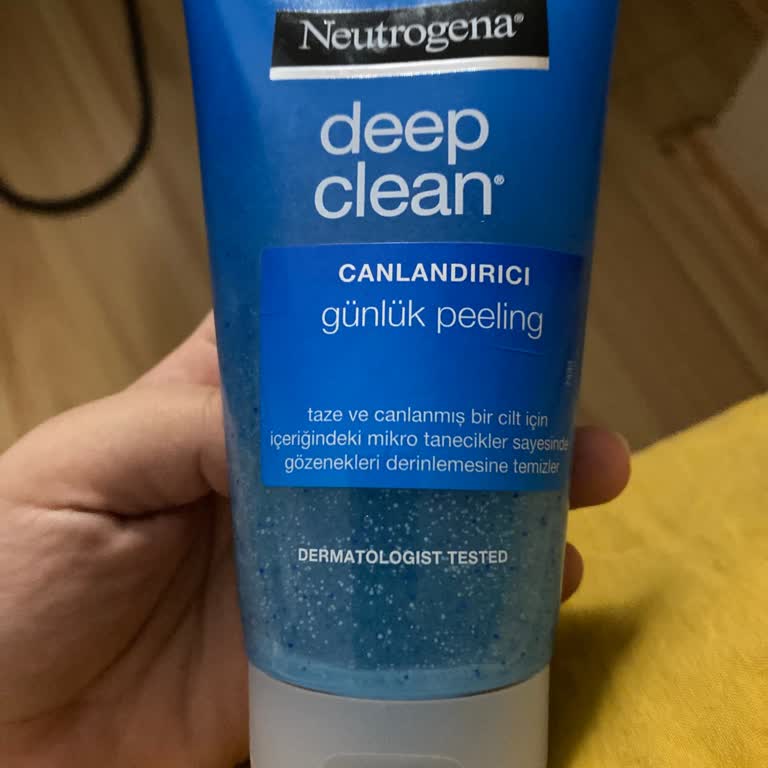 Neutrogena®
deep
clean®
CANLANDIRICI
günlük peeling
taze ve canlanmış bir cilt için
içeriğindeki mikro tanecikler sayesinde
gözenekleri derinlemesine temizler
DERMATOLOGIST TESTED